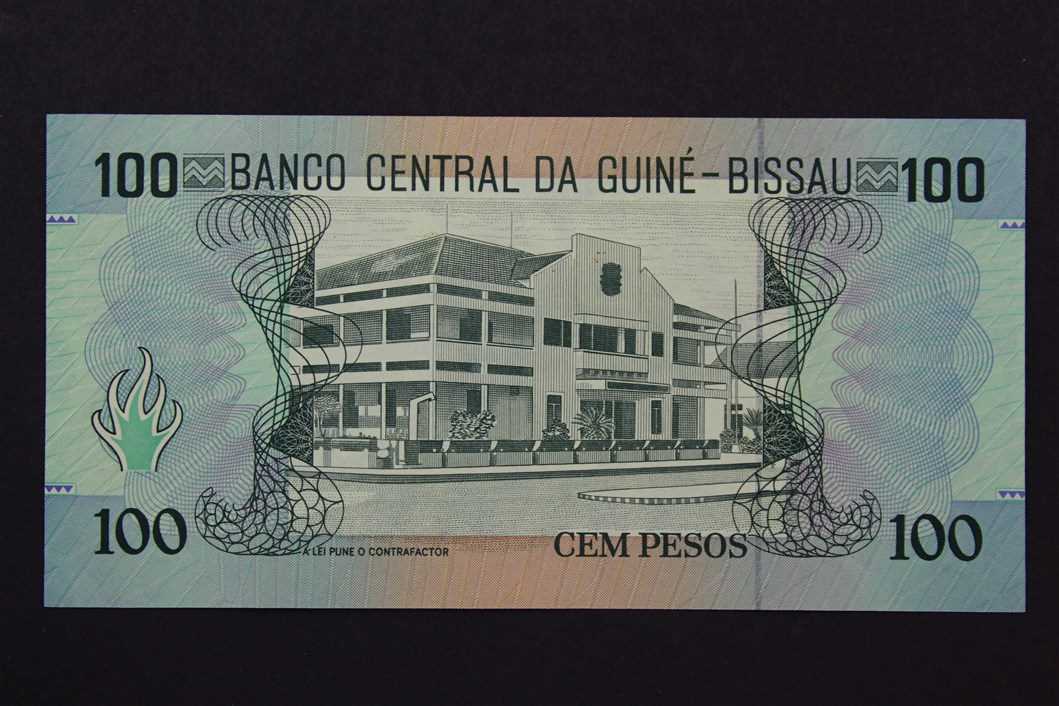 100 BANCO CENTRAL DA GUINÉ-BISSAU 100
100 A LEI PUNE O CONTRAFACTOR CEM PESOS 100